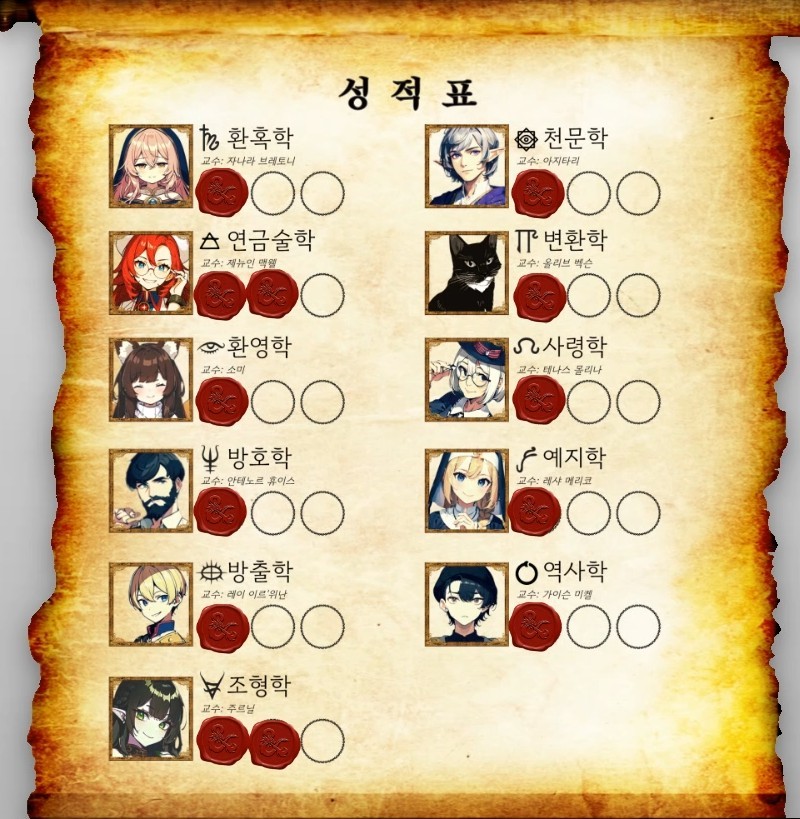 성적표
환혹학
교수: 자나라 브레토니
천문학
교수: 아지타리
연금술학
교수: 제뉴인 맥웰
변환학
교수: 올리브 벡슨
환영학
교수: 소미
사령학
교수: 테나스 몰리나
방호학
교수: 안테노르 휴이스
예지학
교수: 레샤 메리코
방출학
교수: 레이 이르'위난
역사학
교수: 가이슨 미켈
조형학
교수: 주르닐